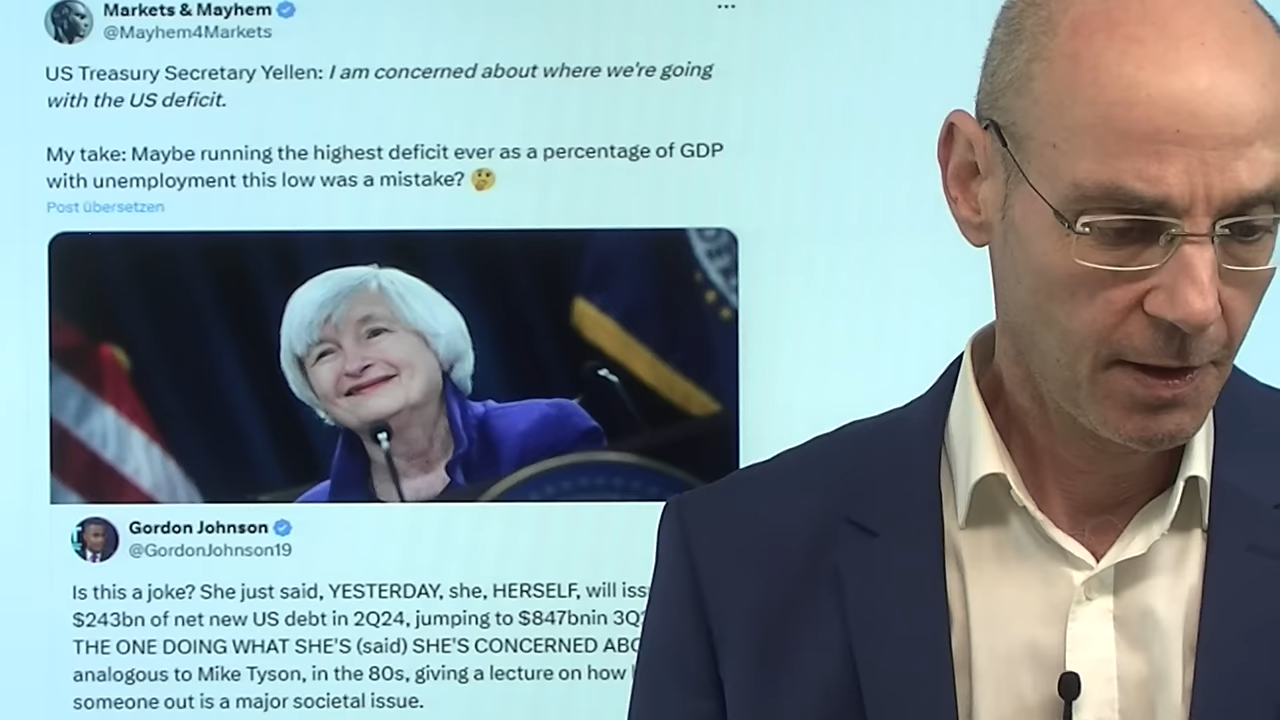 Markets & Mayhem
@Mayhem4Markets
US Treasury Secretary Yellen: I am concerned about where we're going
with the US deficit.
My take: Maybe running the highest deficit ever as a percentage of GDP
with unemployment this low was a mistake? 🤔
Post übersetzen
Gordon Johnson
@GordonJohnson19
Is this a joke? She just said, YESTERDAY, she, HERSELF, will
$243bn of net new US debt in 2Q24, jumping to $847bnin
THE ONE DOING WHAT SHE'S (said) SHE'S CONCERNED
analogous to Mike Tyson, in the 80s, giving a lecture on how
someone out is a major societal issue.